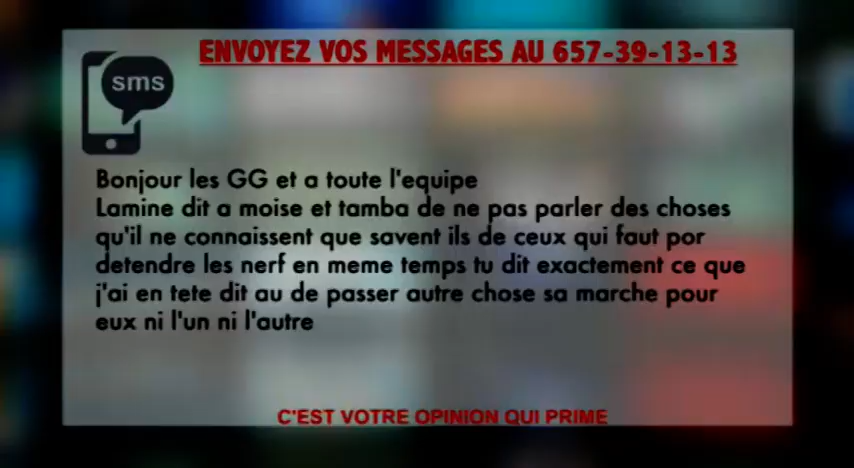 ENVOYEZ VOS MESSAGES AU 657-39-13-13
sms
Bonjour les GG et a toute l'equipe
Lamine dit a moise et tamba de ne pas parler des choses
qu'il ne connaissent que savent ils de ceux qui faut por
detendre les nerf en meme temps tu dit exactement ce que
j'ai en tete dit au de passer autre chose sa marche pour
eux ni l'un ni l'autre
C'EST VOTRE OPINION QUI PRIME